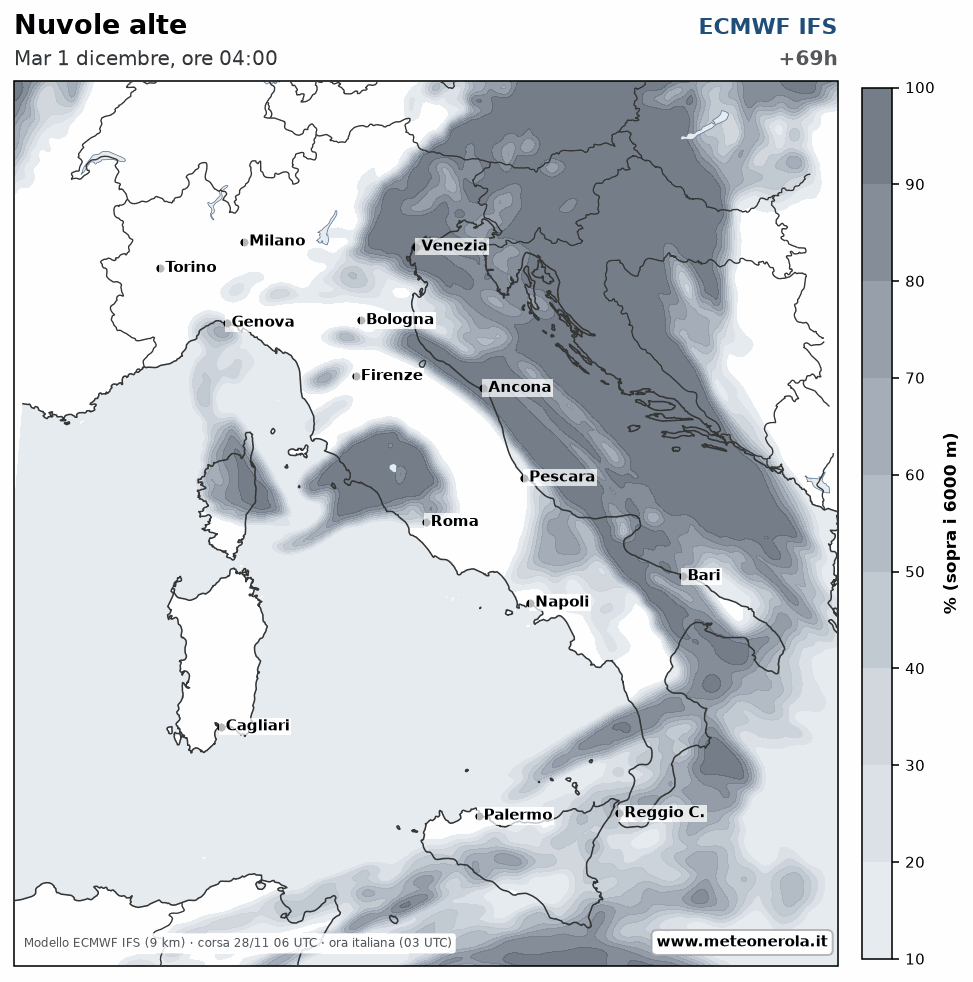 Nuvole alte
ECMWF IFS
Mar 1 dicembre, ore 04:00
+69h
Milano
Venezia
Torino
Genova
Bologna
Firenze
Ancona
Pescara
Roma
Bari
Napoli
Cagliari
Palermo
Reggio C.
100
90
80
70
60
50
40
30
20
10
% (sopra i 6000 m)
Modello ECMWF IFS (9 km) · corsa 28/11 06 UTC · ora italiana (03 UTC)
www.meteonerola.it